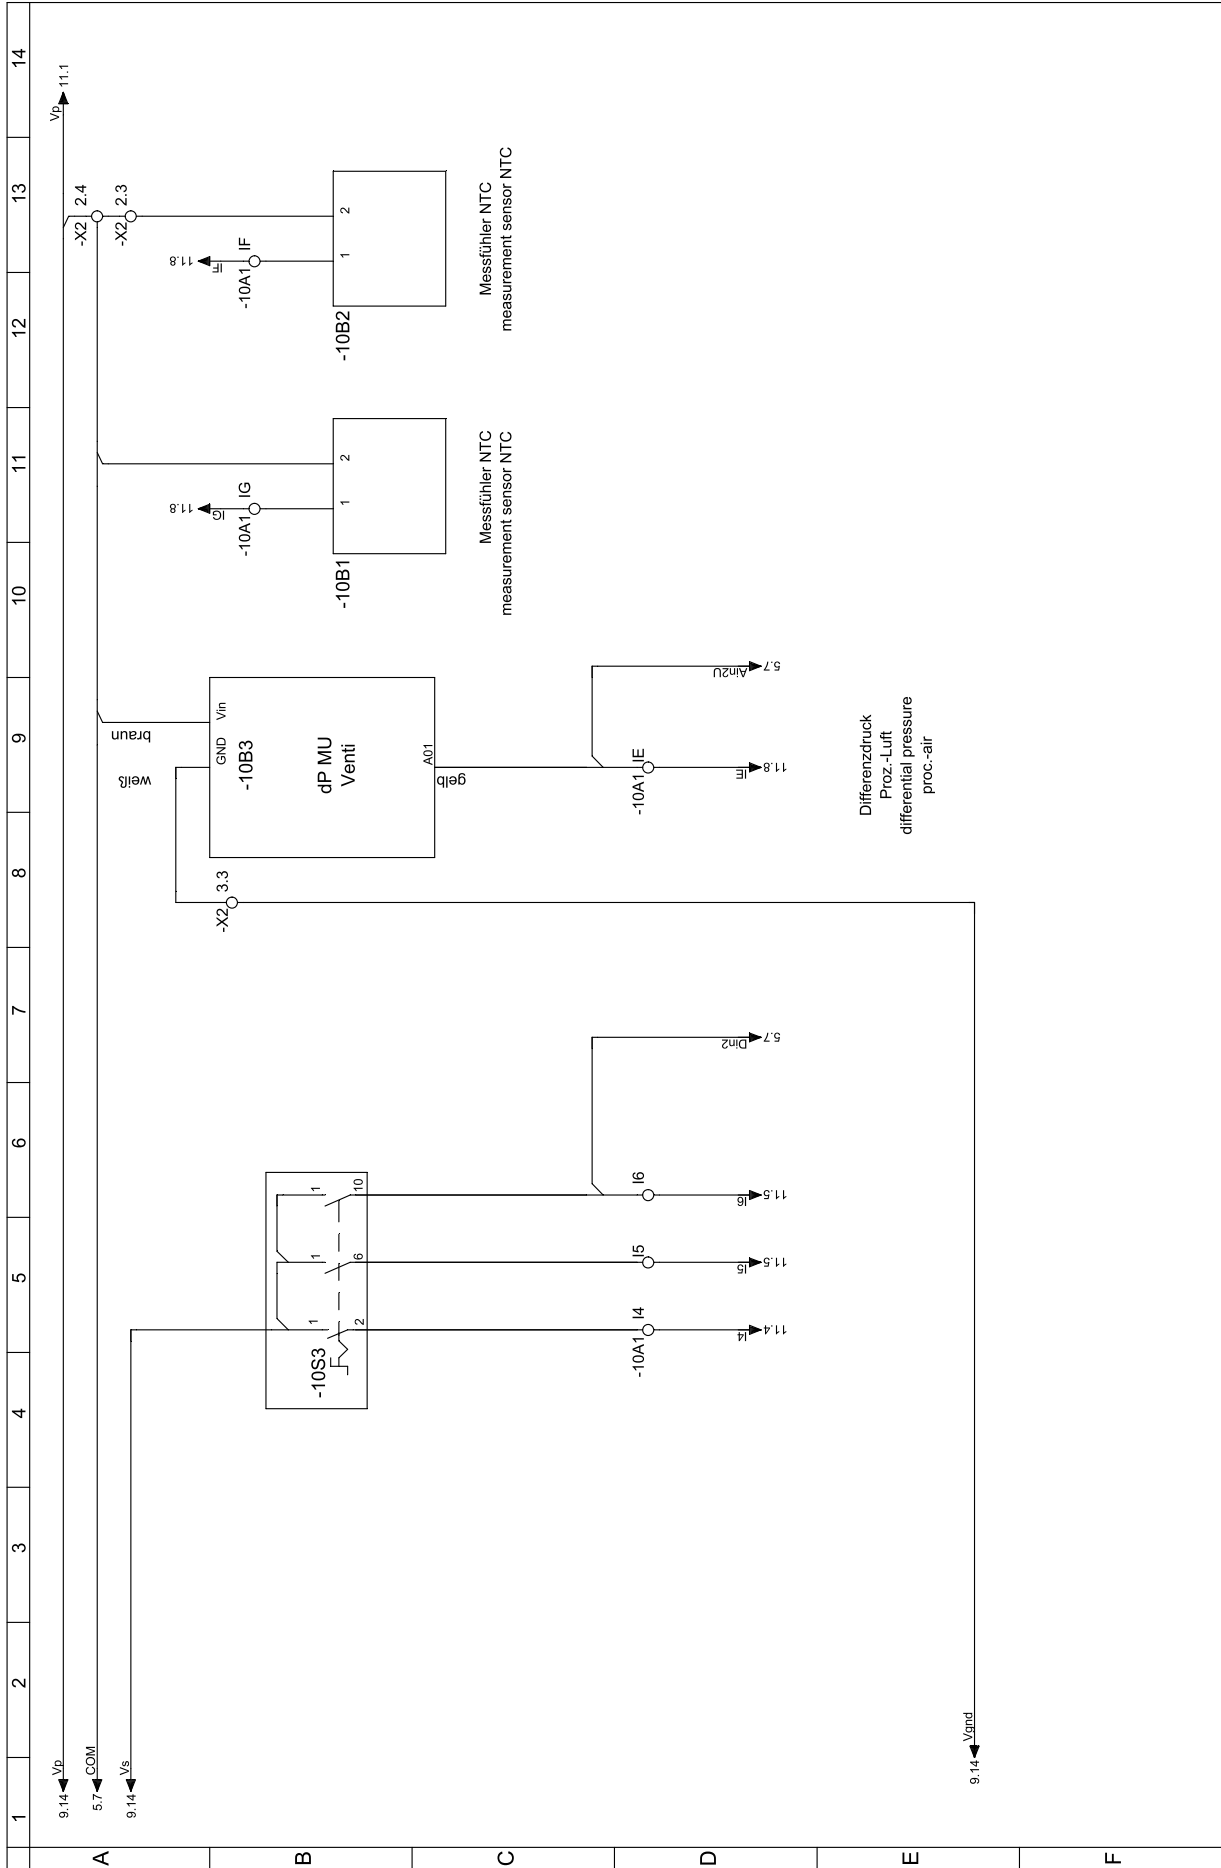 1 2 3 4 5 6 7 8 9 10 11 12 13 14
A
B
C
D
E
F
9.14 Vp
Vp 11.1
5.7 COM
9.14 Vs
-X2 2.4
-X2 2.3
braun
weiß
-10S3
1 2
1 6
1 10
-10A1 I4
I5
I6
I4
11.4
I5
11.5
I6
11.5
Din2
5.7
-X2 3.3
GND Vin
-10B3
dP MU
Venti
A01
gelb
-10A1 IE
IE
11.8
Ain2U
5.7
Differenzdruck
Proz.-Luft
differential pressure
proc.-air
11.8
IG
-10A1 IG
1 2
-10B1
Messfühler NTC
measurement sensor NTC
11.8
IF
-10A1 IF
1 2
-10B2
Messfühler NTC
measurement sensor NTC
9.14 Vgnd